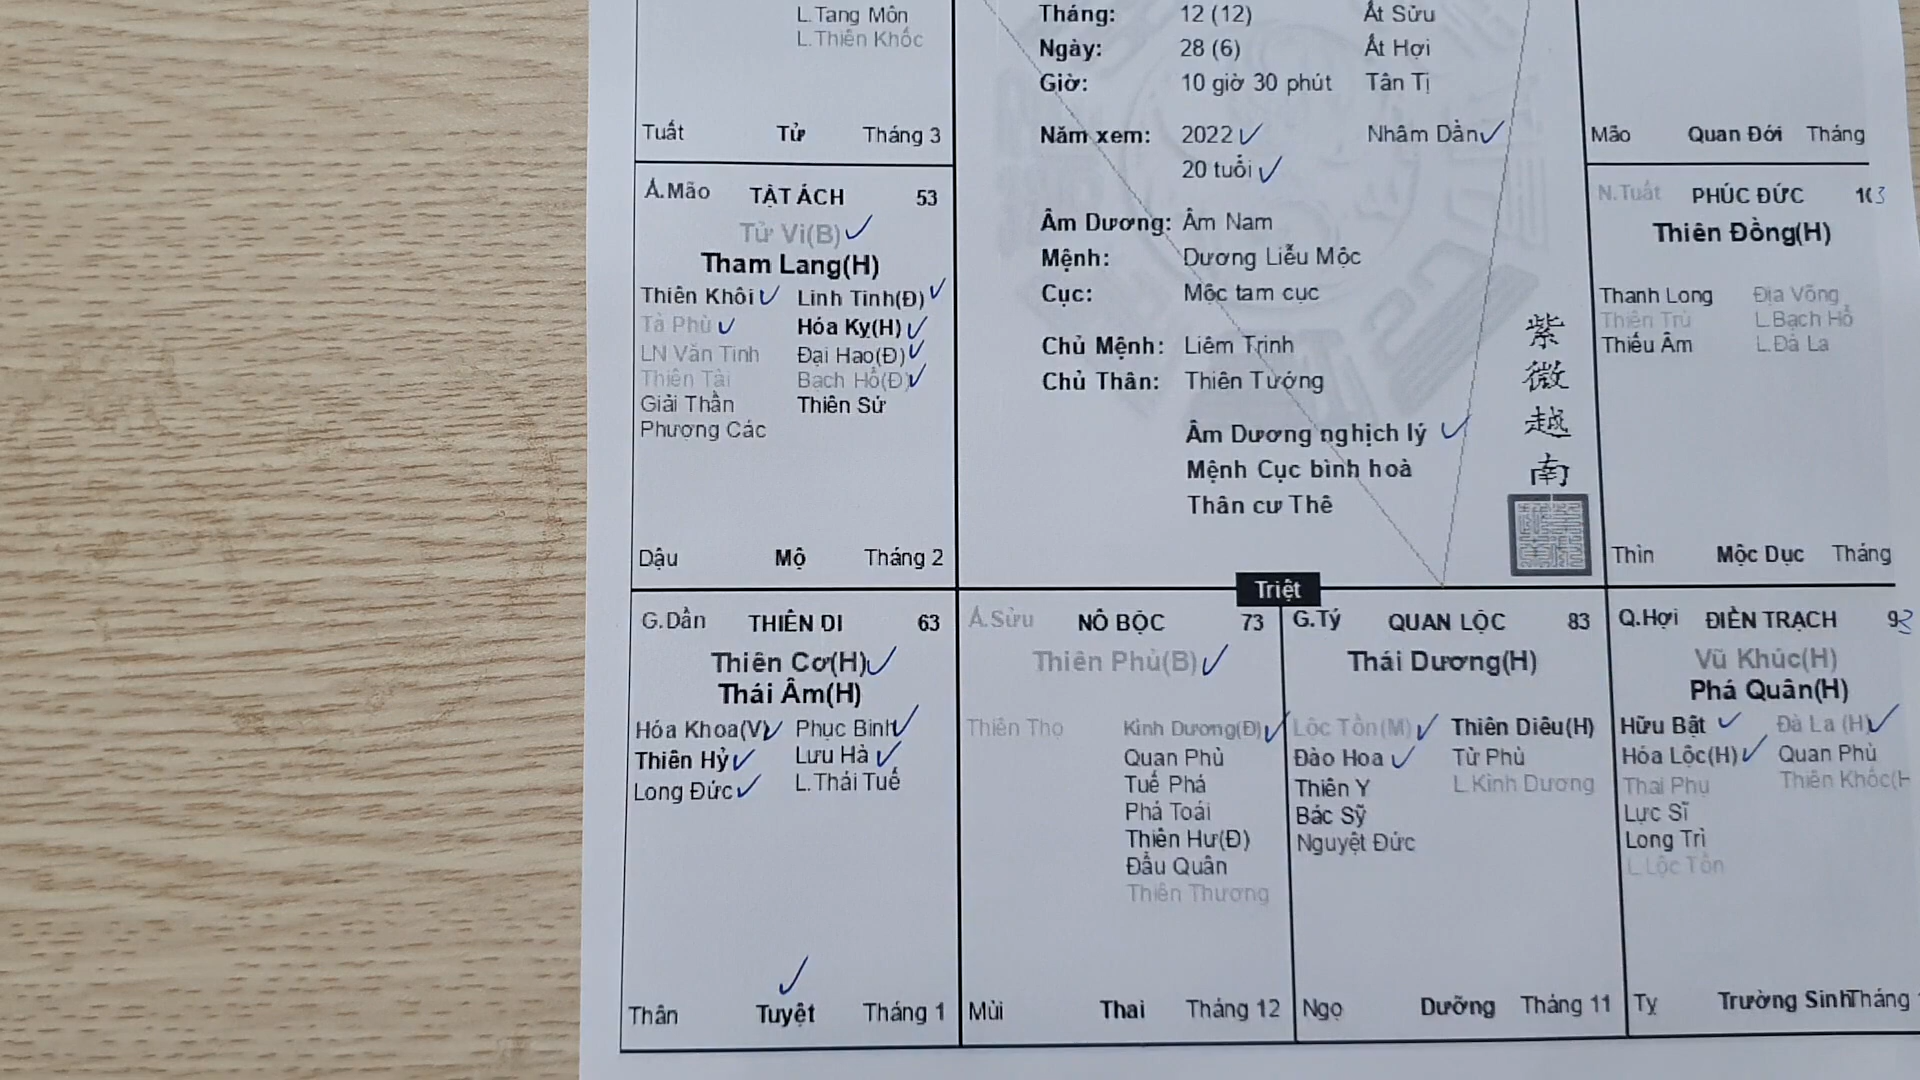 L.Tang Môn
L.Thiên Khốc
Tuất Tử Tháng 3
Tháng: 12 (12) Ất Sửu
Ngày: 28 (6) Ất Hợi
Giờ: 10 giờ 30 phút Tân Tị
Năm xem: 2022 Nhâm Dần
20 tuổi
Âm Dương: Âm Nam
Mệnh: Dương Liễu Mộc
Cục: Mộc tam cục
Chủ Mệnh: Liêm Trinh
Chủ Thân: Thiên Tướng
Âm Dương nghịch lý
Mệnh Cục bình hoà
Thân cư Thê
紫
微
越
南
Mão Quan Đới Tháng
Ấ.Mão TẬT ÁCH 53
Tử Vi(B)
Tham Lang(H)
Thiên Khôi Linh Tinh(Đ)
Tả Phù Hóa Kỵ(H)
LN Văn Tinh Đại Hao(Đ)
Thiên Tài Bạch Hổ(Đ)
Giải Thần Thiên Sứ
Phượng Các
Dậu Mộ Tháng 2
N.Tuất PHÚC ĐỨC 103
Thiên Đồng(H)
Thanh Long Địa Võng
Thiên Trù L.Bạch Hổ
Thiếu Âm L.Đà La
Thìn Mộc Dục Tháng
Triệt
G.Dần THIÊN DI 63
Thiên Cơ(H)
Thái Âm(H)
Hóa Khoa(V) Phục Binh
Thiên Hỷ Lưu Hà
Long Đức L.Thái Tuế
Thân Tuyệt Tháng 1
Ấ.Sửu NÔ BỘC 73
Thiên Phủ(B)
Thiên Thọ Kình Dương(Đ)
Quan Phủ
Tuế Phá
Phá Toái
Thiên Hư(Đ)
Đẩu Quân
Thiên Thương
Mùi Thai Tháng 12
G.Tý QUAN LỘC 83
Thái Dương(H)
Lộc Tồn(M) Thiên Diêu(H)
Đào Hoa Tử Phù
Thiên Y L.Kình Dương
Bác Sỹ
Nguyệt Đức
Ngọ Dưỡng Tháng 11
Q.Hợi ĐIỀN TRẠCH 93
Vũ Khúc(H)
Phá Quân(H)
Hữu Bật Đà La (H)
Hóa Lộc(H) Quan Phù
Thai Phụ Thiên Khốc(H
Lực Sĩ
Long Trì
L.Lộc Tồn
Tỵ Trường Sinh Tháng